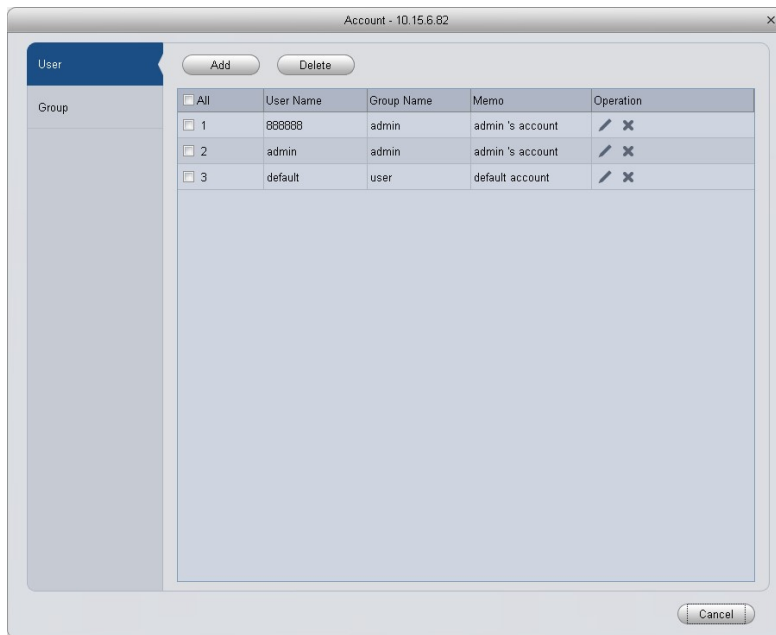 Account - 10.15.6.82
User
Group
Add Delete
All User Name Group Name Memo Operation
1 888888 admin admin 's account
2 admin admin admin 's account
3 default user default account
Cancel